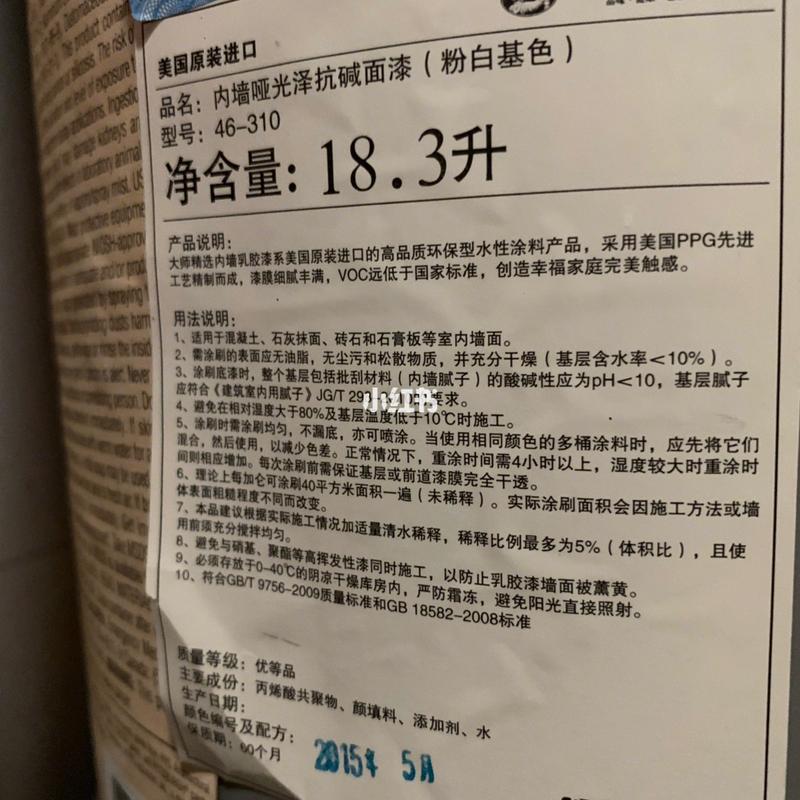 美国原装进口
品名：内墙哑光泽抗碱面漆（粉白基色）
型号：46-310
净含量：18.3升
产品说明：
大师精选内墙乳胶漆系美国原装进口的高品质环保型水性涂料产品，采用美国PPG先进
工艺精制而成，漆膜细腻丰满，VOC远低于国家标准，创造幸福家庭完美触感。
用法说明：
1、适用于混凝土、石灰抹面、砖石和石膏板等室内墙面。
2、需涂刷的表面应无油脂，无尘污和松散物质，并充分干燥（基层含水率＜10%）。
3、涂刷底漆时，整个基层包括批刮材料（内墙腻子）的酸碱性应为pH＜10，基层腻子
应符合《建筑室内用腻子》JG/T 29 要求。
小红书
4、避免在相对湿度大于80%及基层温度低于10℃时施工。
5、涂刷时需涂刷均匀，不漏底，亦可喷涂。当使用相同颜色的多桶涂料时，应先将它们
混合，然后使用，以减少色差。正常情况下，重涂时间需4小时以上，湿度较大时重涂时
间则相应增加。每次涂刷前需保证基层或前道漆膜完全干透。
6、理论上每加仑可涂刷40平方米面积一遍（未稀释）。实际涂刷面积会因施工方法或墙
体表面粗糙程度不同而改变。
7、本品建议根据实际施工情况加适量清水稀释，稀释比例最多为5%（体积比），且使
用前须充分搅拌均匀。
8、避免与硝基、聚酯等高挥发性漆同时施工，以防止乳胶漆墙面被薰黄。
9、必须存放于0-40℃的阴凉干燥库房内，严防霜冻，避免阳光直接照射。
10、符合GB/T 9756-2009质量标准和GB 18582-2008标准
质量等级：优等品
主要成份：丙烯酸共聚物、颜填料、添加剂、水
生产日期：
颜色编号及配方：
保质期：60个月
2015年 5月